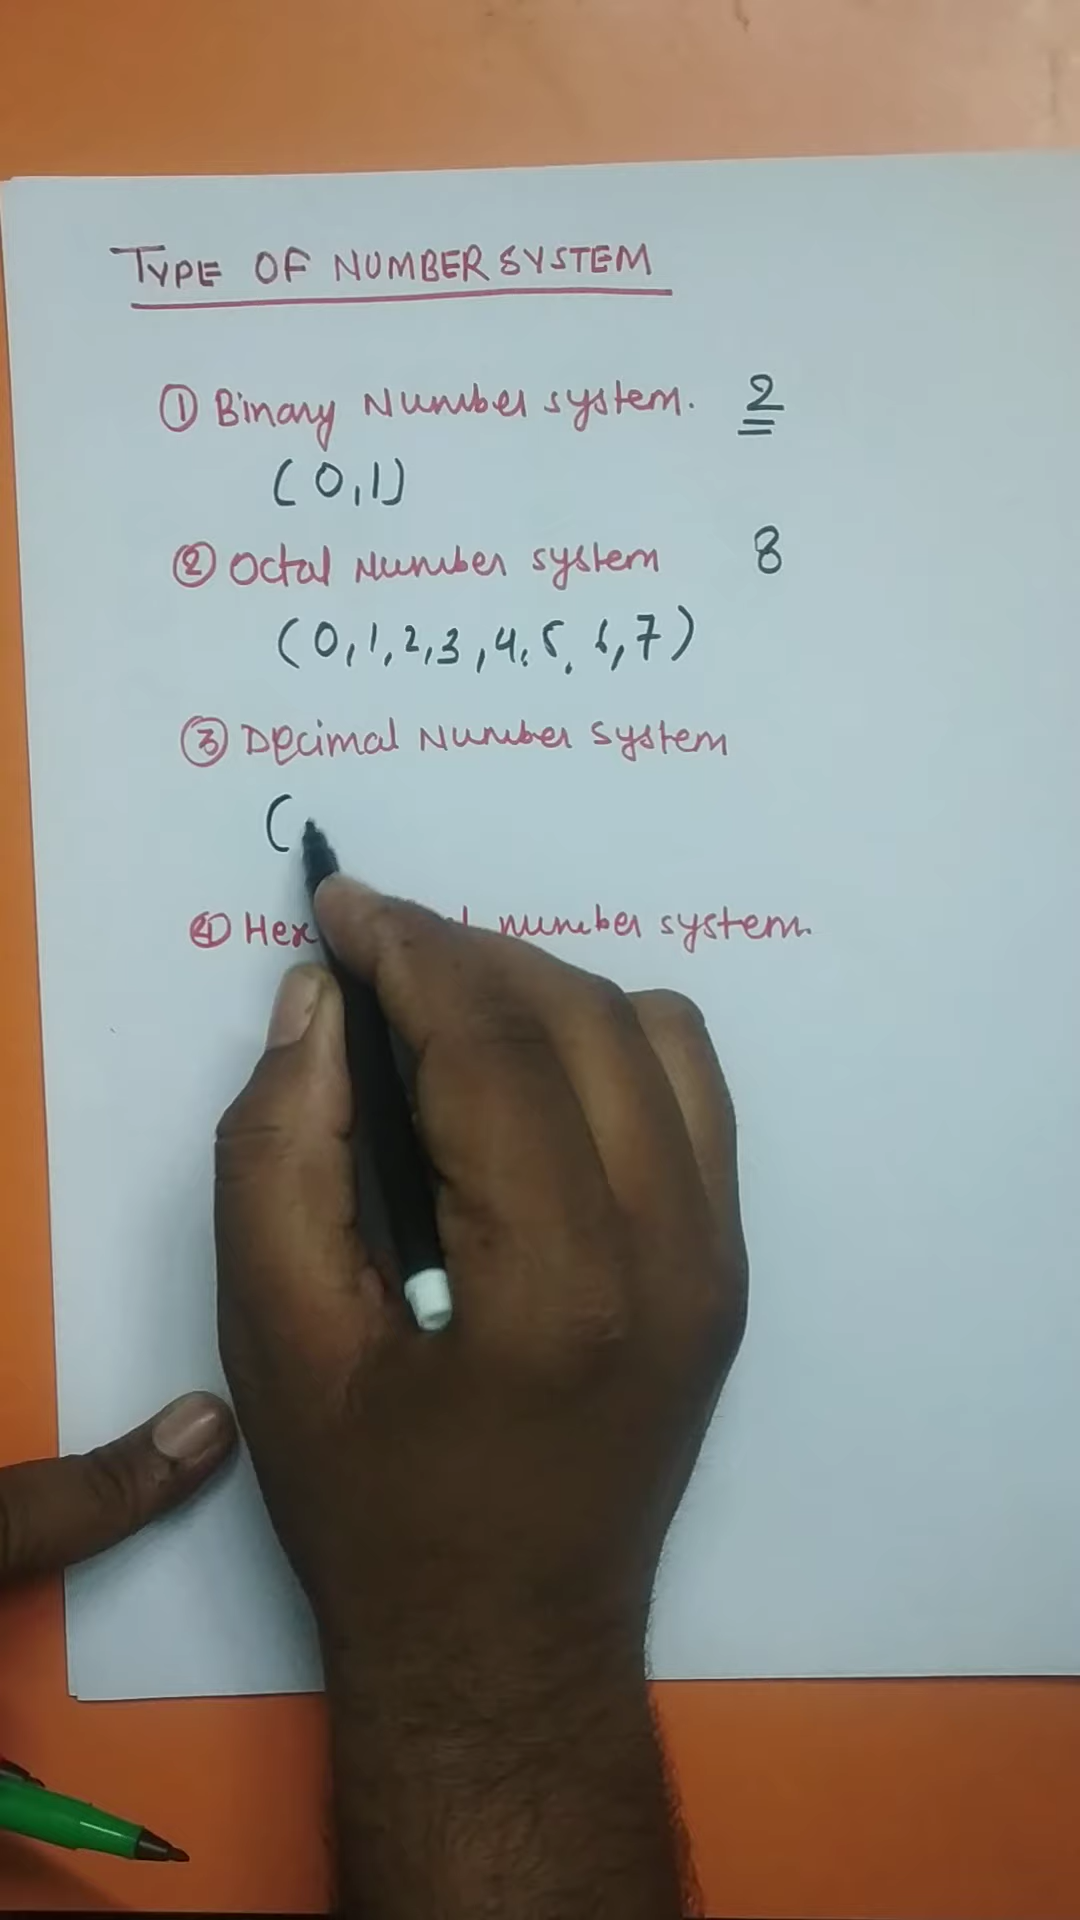 TYPE OF NUMBER SYSTEM
① Binary Number system. 2
(0,1)
② Octal Number system 8
(0,1,2,3,4,5,6,7)
③ Decimal Number System
(
④ number system.